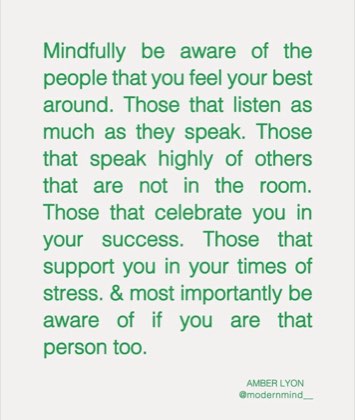 Mindfully be aware of the
people that you feel your best
around. Those that listen as
much as they speak. Those
that speak highly of others
that are not in the room.
Those that celebrate you in
your success. Those that
support you in your times of
stress. & most importantly be
aware of if you are that
person too.
AMBER LYON
@modernmind__